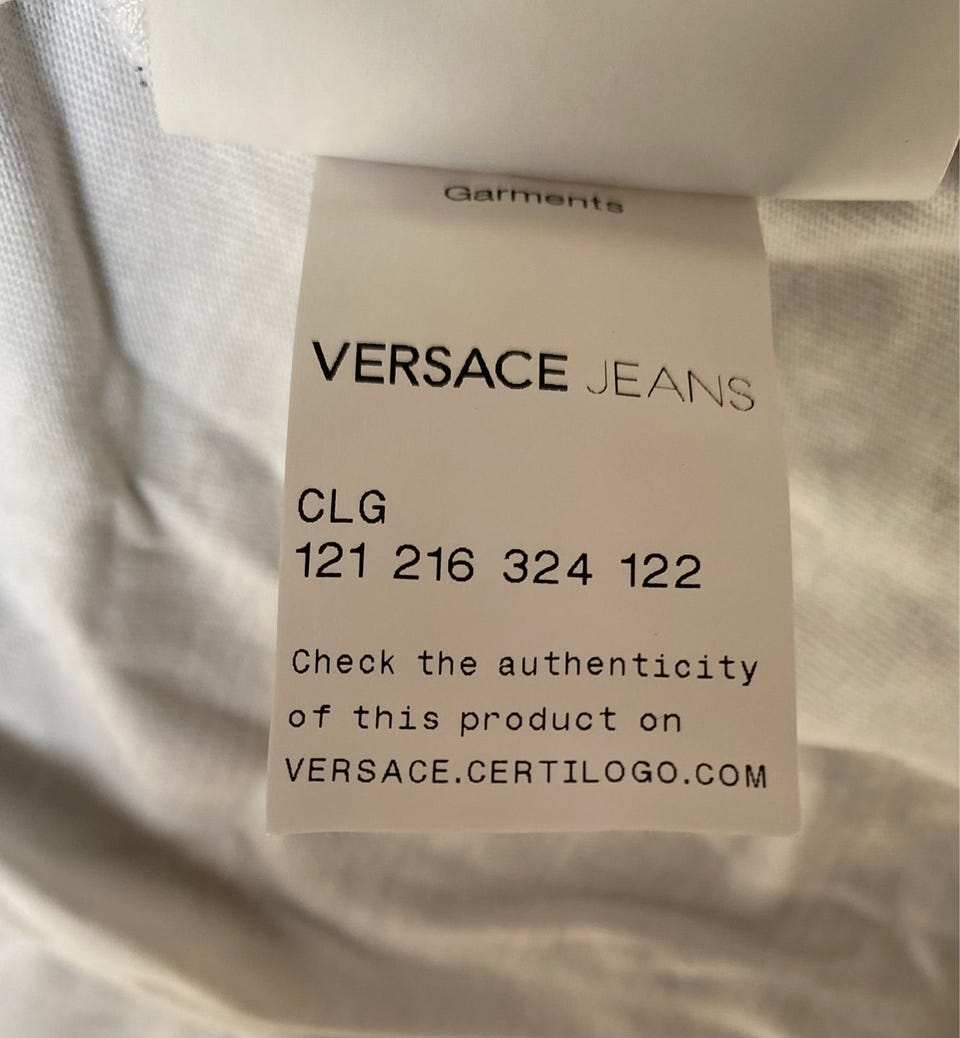 Garments
VERSACE JEANS
CLG
121 216 324 122
Check the authenticity
of this product on
VERSACE.CERTILOGO.COM